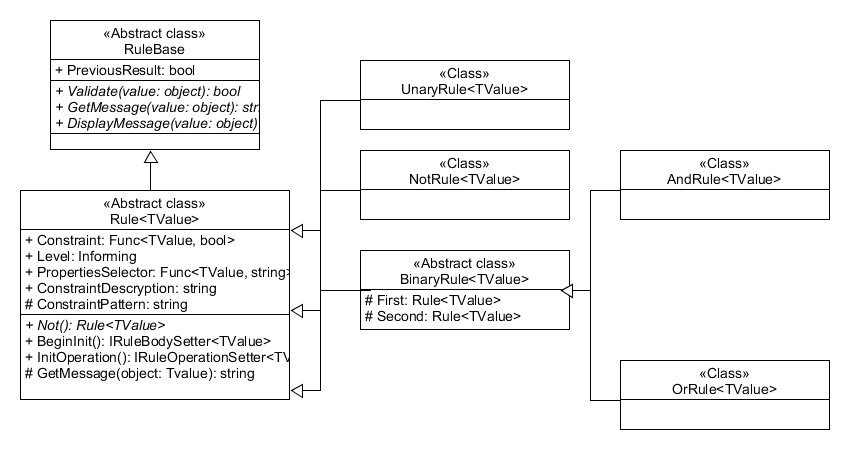 «Abstract class»
RuleBase
+ PreviousResult: bool
+ Validate(value: object): bool
+ GetMessage(value: object): stri
+ DisplayMessage(value: object)
«Abstract class»
Rule<TValue>
+ Constraint: Func<TValue, bool>
+ Level: Informing
+ PropertiesSelector: Func<TValue, string>
+ ConstraintDescryption: string
# ConstraintPattern: string
+ Not(): Rule<TValue>
+ BeginInit(): IRuleBodySetter<TValue>
+ InitOperation(): IRuleOperationSetter<TV
# GetMessage(object: Tvalue): string
«Class»
UnaryRule<TValue>
«Class»
NotRule<TValue>
«Abstract class»
BinaryRule<TValue>
# First: Rule<TValue>
# Second: Rule<TValue>
«Class»
AndRule<TValue>
«Class»
OrRule<TValue>